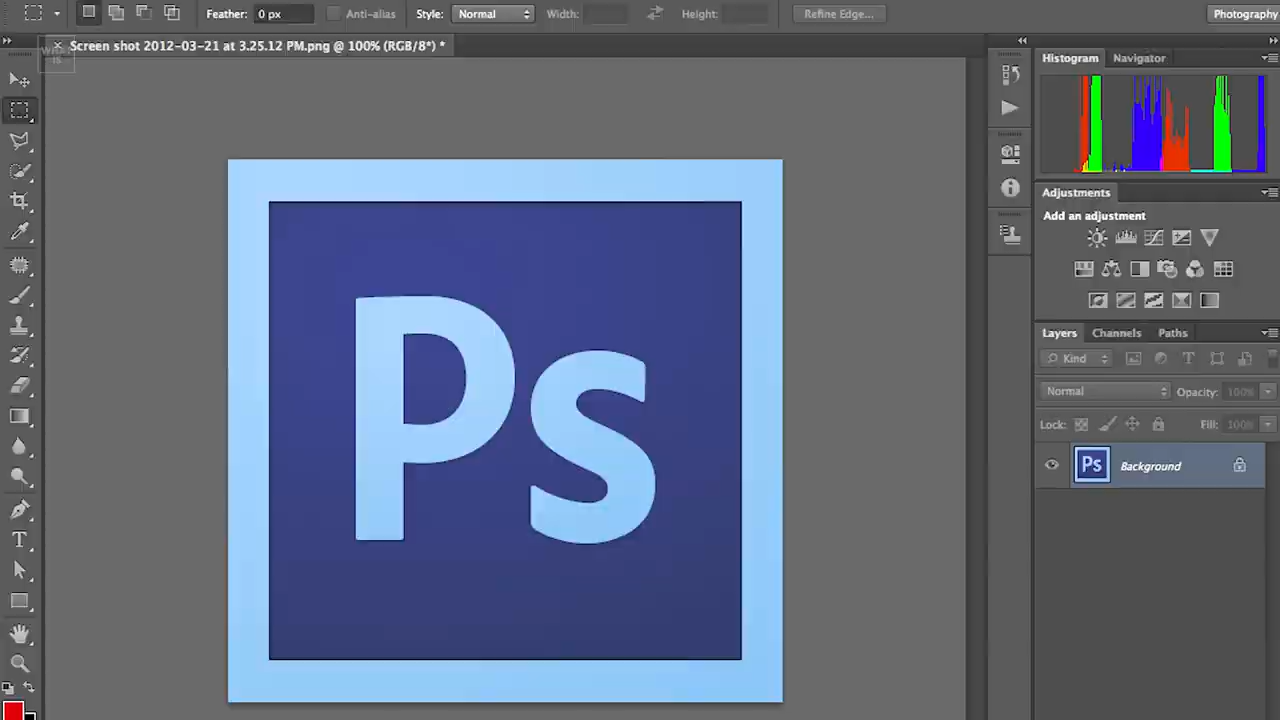 Feather: 0 px Anti-alias Style: Normal Width: Height: Refine Edge... Photography
Screen shot 2012-03-21 at 3.25.12 PM.png @ 100% (RGB/8*) *
WHAT
IS
Histogram Navigator
Adjustments
Add an adjustment
Ps
Layers Channels Paths
Kind
Normal Opacity: 100%
Lock: Fill: 100%
Ps Background
T